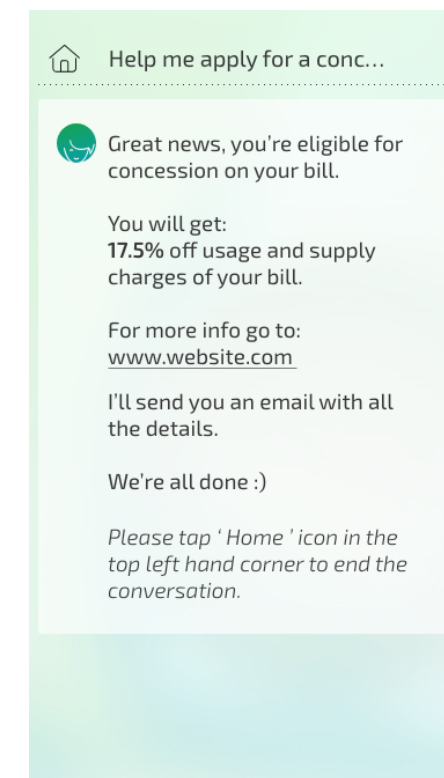 Help me apply for a conc...
Great news, you're eligible for
concession on your bill.
You will get:
17.5% off usage and supply
charges of your bill.
For more info go to:
www.website.com
I'll send you an email with all
the details.
We're all done :)
Please tap ‘ Home ’ icon in the
top left hand corner to end the
conversation.